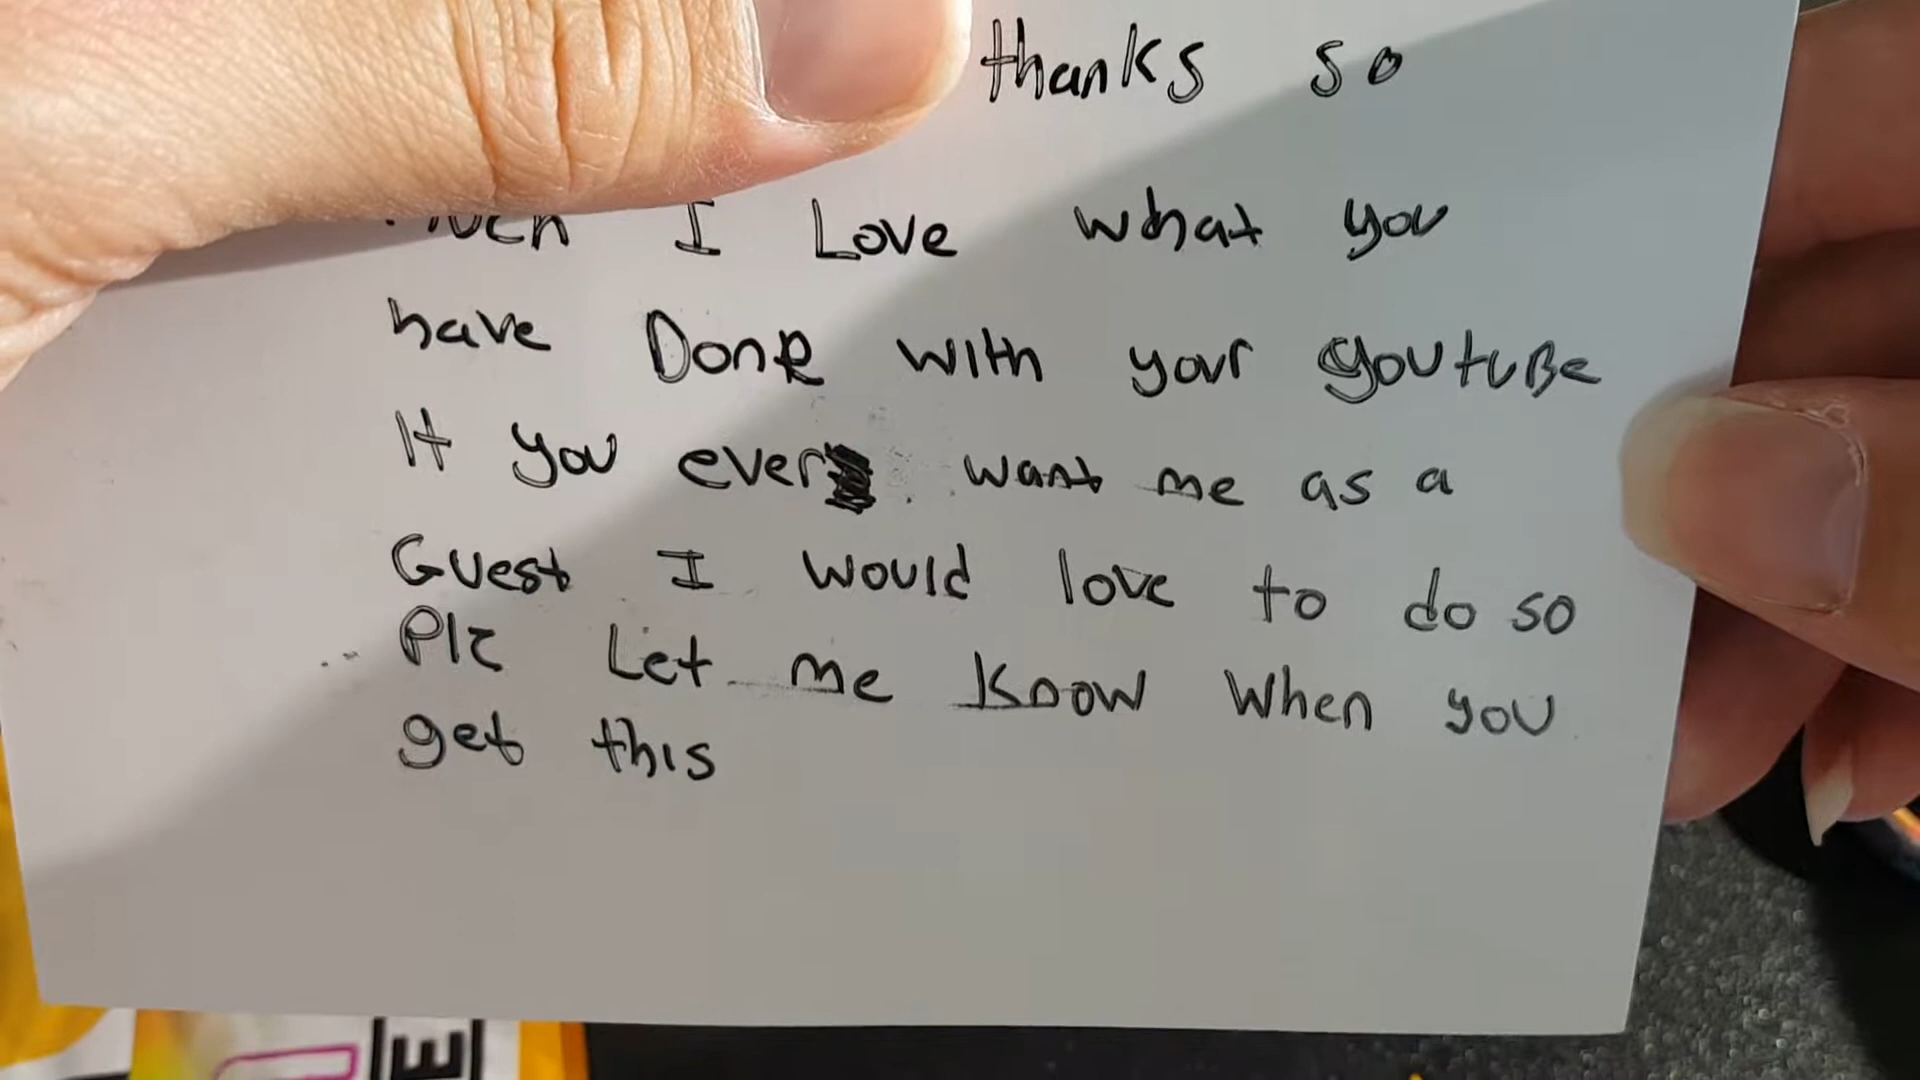 thanks so
I Love what you
have Done with your youtube
If you ever want me as a
Guest I would love to do so
Plz Let me know when you
get this
E